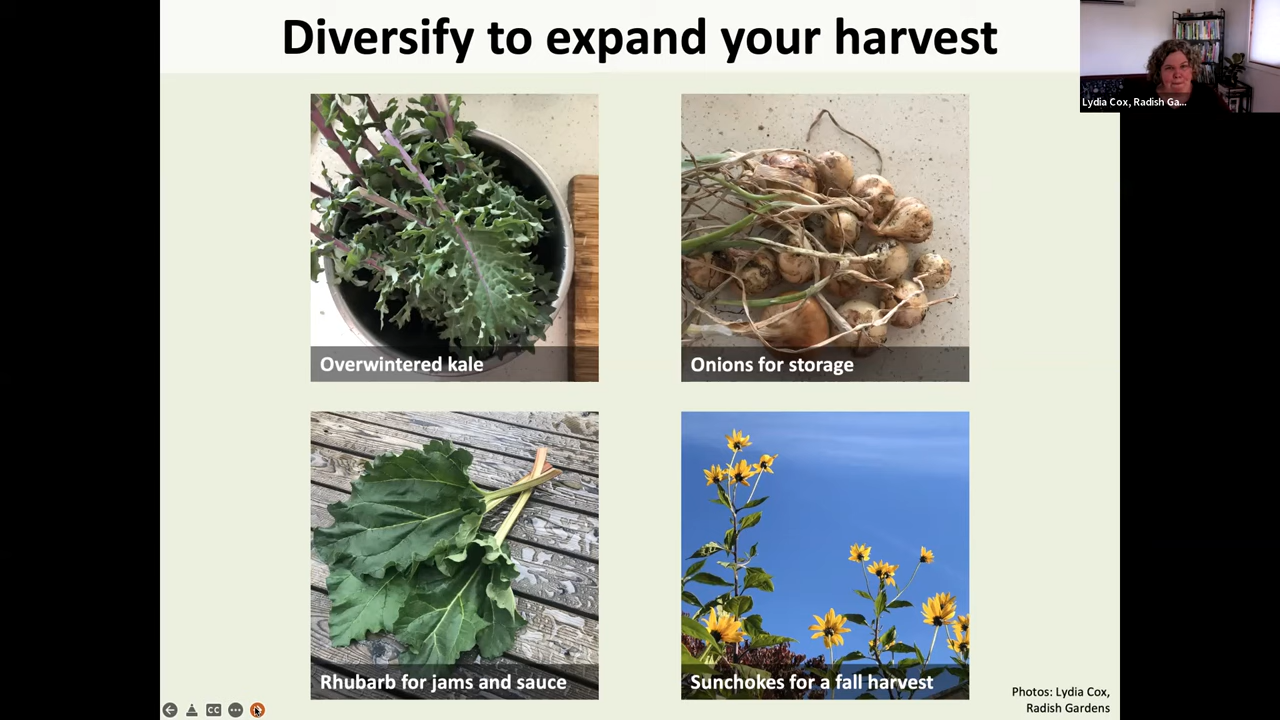 Diversify to expand your harvest
Lydia Cox, Radish Ga...
Overwintered kale
Onions for storage
Rhubarb for jams and sauce
Sunchokes for a fall harvest
Photos: Lydia Cox,
Radish Gardens
CC